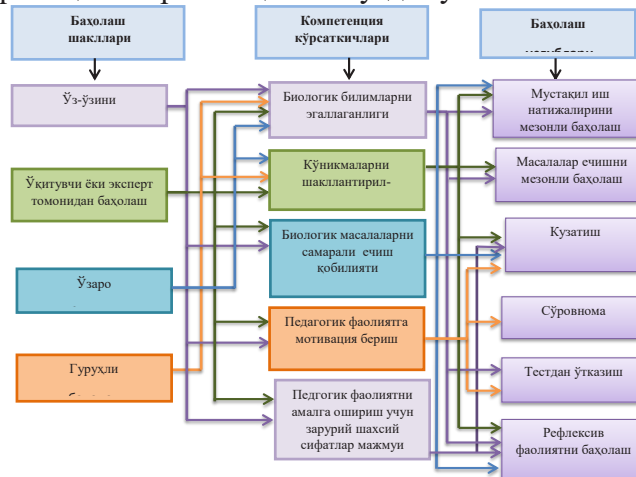 Баҳолаш
шакллари
Компетенция
кўрсаткичлари
Баҳолаш
Ўз-ўзини
Ўқитувчи ёки эксперт
томонидан баҳолаш
Ўзаро
Гуруҳли
Биологик билимларни
эгаллаганлиги
Кўникмаларни
шакллантирил-
Биологик масалаларни
самарали ечиш
қобилияти
Педагогик фаолиятга
мотивация бериш
Педгогик фаолиятни
амалга ошириш учун
зарурий шахсий
сифатлар мажмуи
Мустақил иш
натижалирини
мезонли баҳолаш
Масалалар ечишни
мезонли баҳолаш
Кузатиш
Сўровнома
Тестдан ўтказиш
Рефлексив
фаолиятни баҳолаш